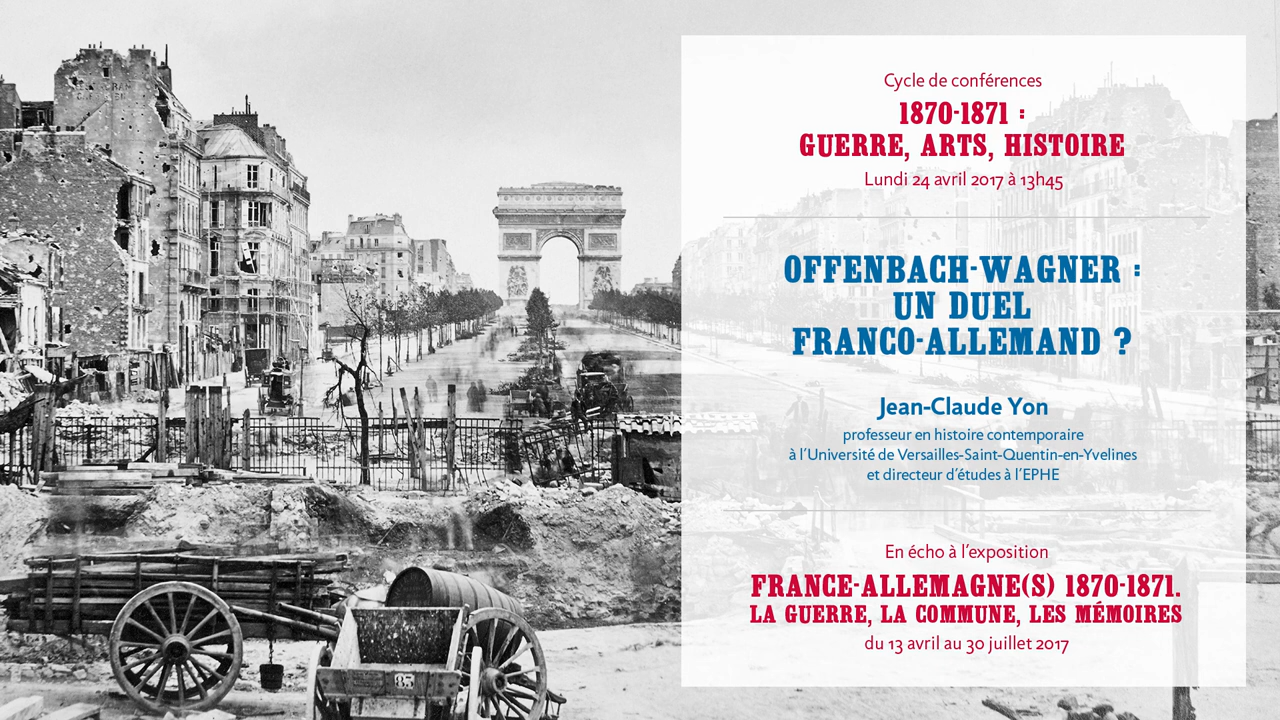 Cycle de conférences
1870-1871 :
GUERRE, ARTS, HISTOIRE
Lundi 24 avril 2017 à 13h45
OFFENBACH-WAGNER :
UN DUEL
FRANCO-ALLEMAND ?
Jean-Claude Yon
professeur en histoire contemporaire
à l'Université de Versailles-Saint-Quentin-en-Yvelines
et directeur d'études à l'EPHE
En écho à l'exposition
FRANCE-ALLEMAGNE(S) 1870-1871.
LA GUERRE, LA COMMUNE, LES MÉMOIRES
du 13 avril au 30 juillet 2017
83